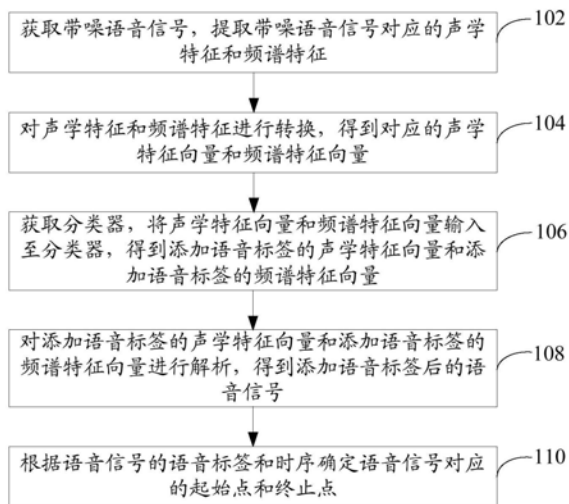 获取带噪语音信号，提取带噪语音信号对应的声学
特征和频谱特征
102
对声学特征和频谱特征进行转换，得到对应的声学
特征向量和频谱特征向量
104
获取分类器，将声学特征向量和频谱特征向量输入
至分类器，得到添加语音标签的声学特征向量和添
加语音标签的频谱特征向量
106
对添加语音标签的声学特征向量和添加语音标签的
频谱特征向量进行解析，得到添加语音标签后的语
音信号
108
根据语音信号的语音标签和时序确定语音信号对应
的起始点和终止点
110